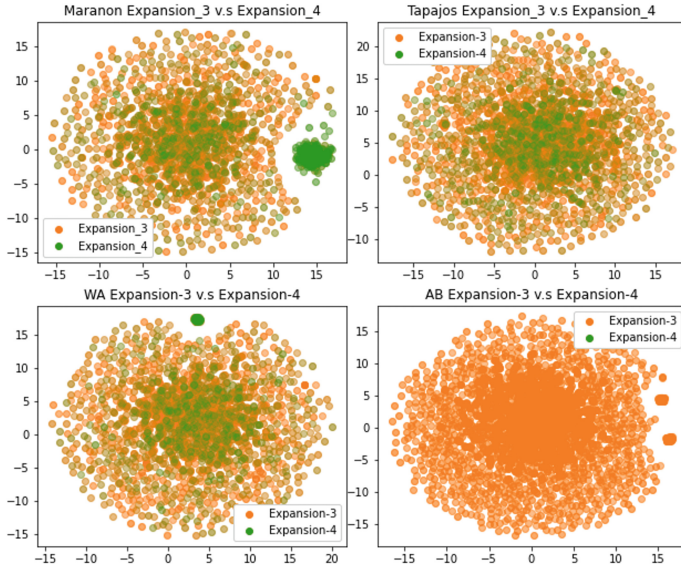 Maranon Expansion_3 v.s Expansion_4
15
10
5
0
−5
−10
−15
Expansion_3
Expansion_4
−15 −10 −5 0 5 10 15
Tapajos Expansion_3 v.s Expansion_4
Expansion-3
Expansion-4
20
15
10
5
0
−5
−10
−15 −10 −5 0 5 10 15
WA Expansion-3 v.s Expansion-4
15
10
5
0
−5
−10
−15
Expansion-3
Expansion-4
−15 −10 −5 0 5 10 15 20
AB Expansion-3 v.s Expansion-4
Expansion-3
Expansion-4
15
10
5
0
−5
−10
−15
−15 −10 −5 0 5 10 15